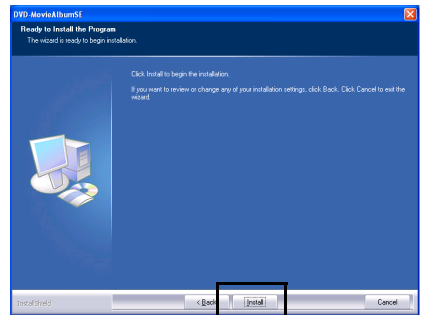 DVD-MovieAlbumSE
Ready to Install the Program
The wizard is ready to begin installation.
Click Install to begin the installation.
If you want to review or change any of your installation settings, click Back. Click Cancel to exit the
wizard.
InstallShield
< Back
Install
Cancel